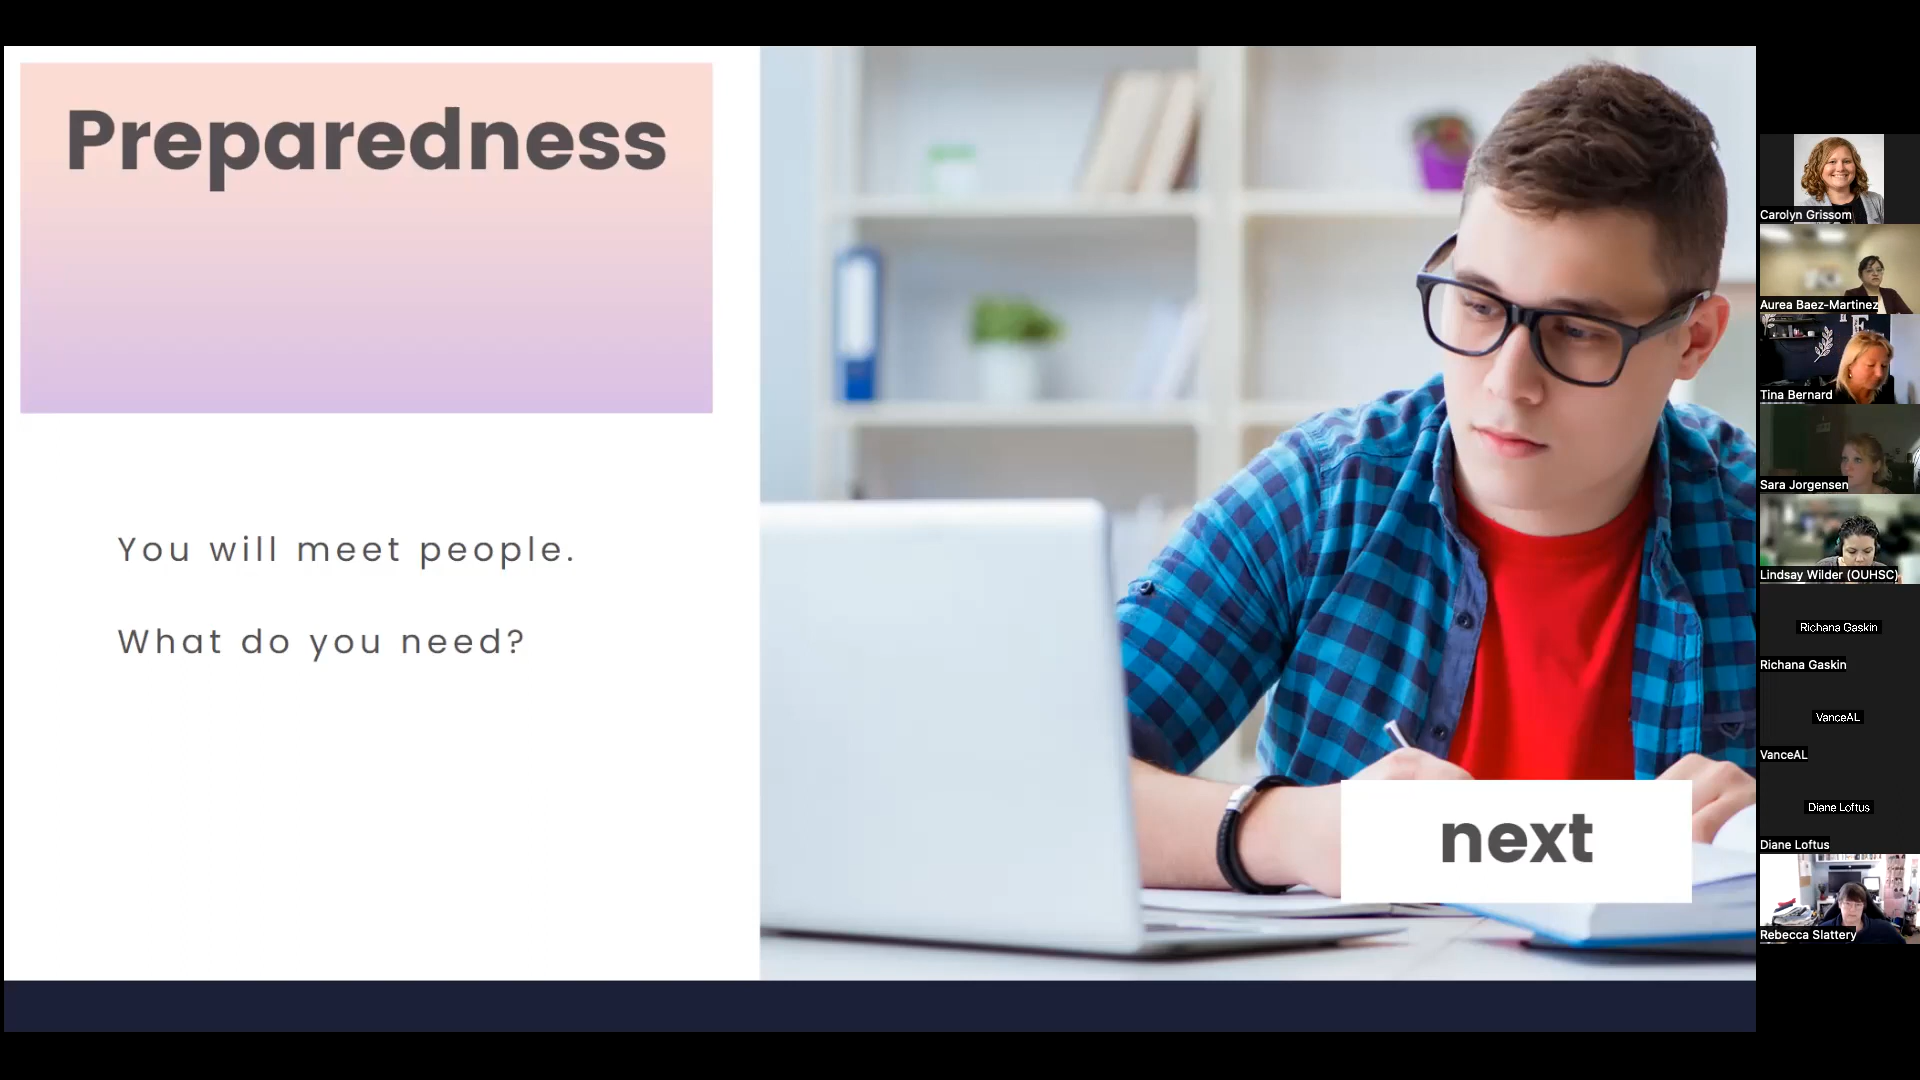 Preparedness
You will meet people.
What do you need?
next
Carolyn Grissom
Aurea Baez-Martinez
Tina Bernard
Sara Jorgensen
Lindsay Wilder (OUHSC)
Richana Gaskin
Richana Gaskin
VanceAL
VanceAL
Diane Loftus
Diane Loftus
Rebecca Slattery